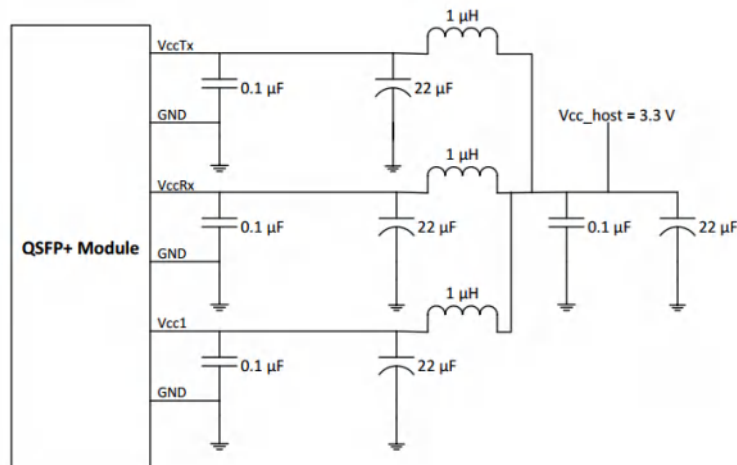 1 µH
VccTx
0.1 µF
22 µF
GND
Vcc_host = 3.3 V
1 µH
VccRx
0.1 µF
22 µF
0.1 µF
22 µF
QSFP+ Module
GND
1 µH
Vcc1
0.1 µF
22 µF
GND